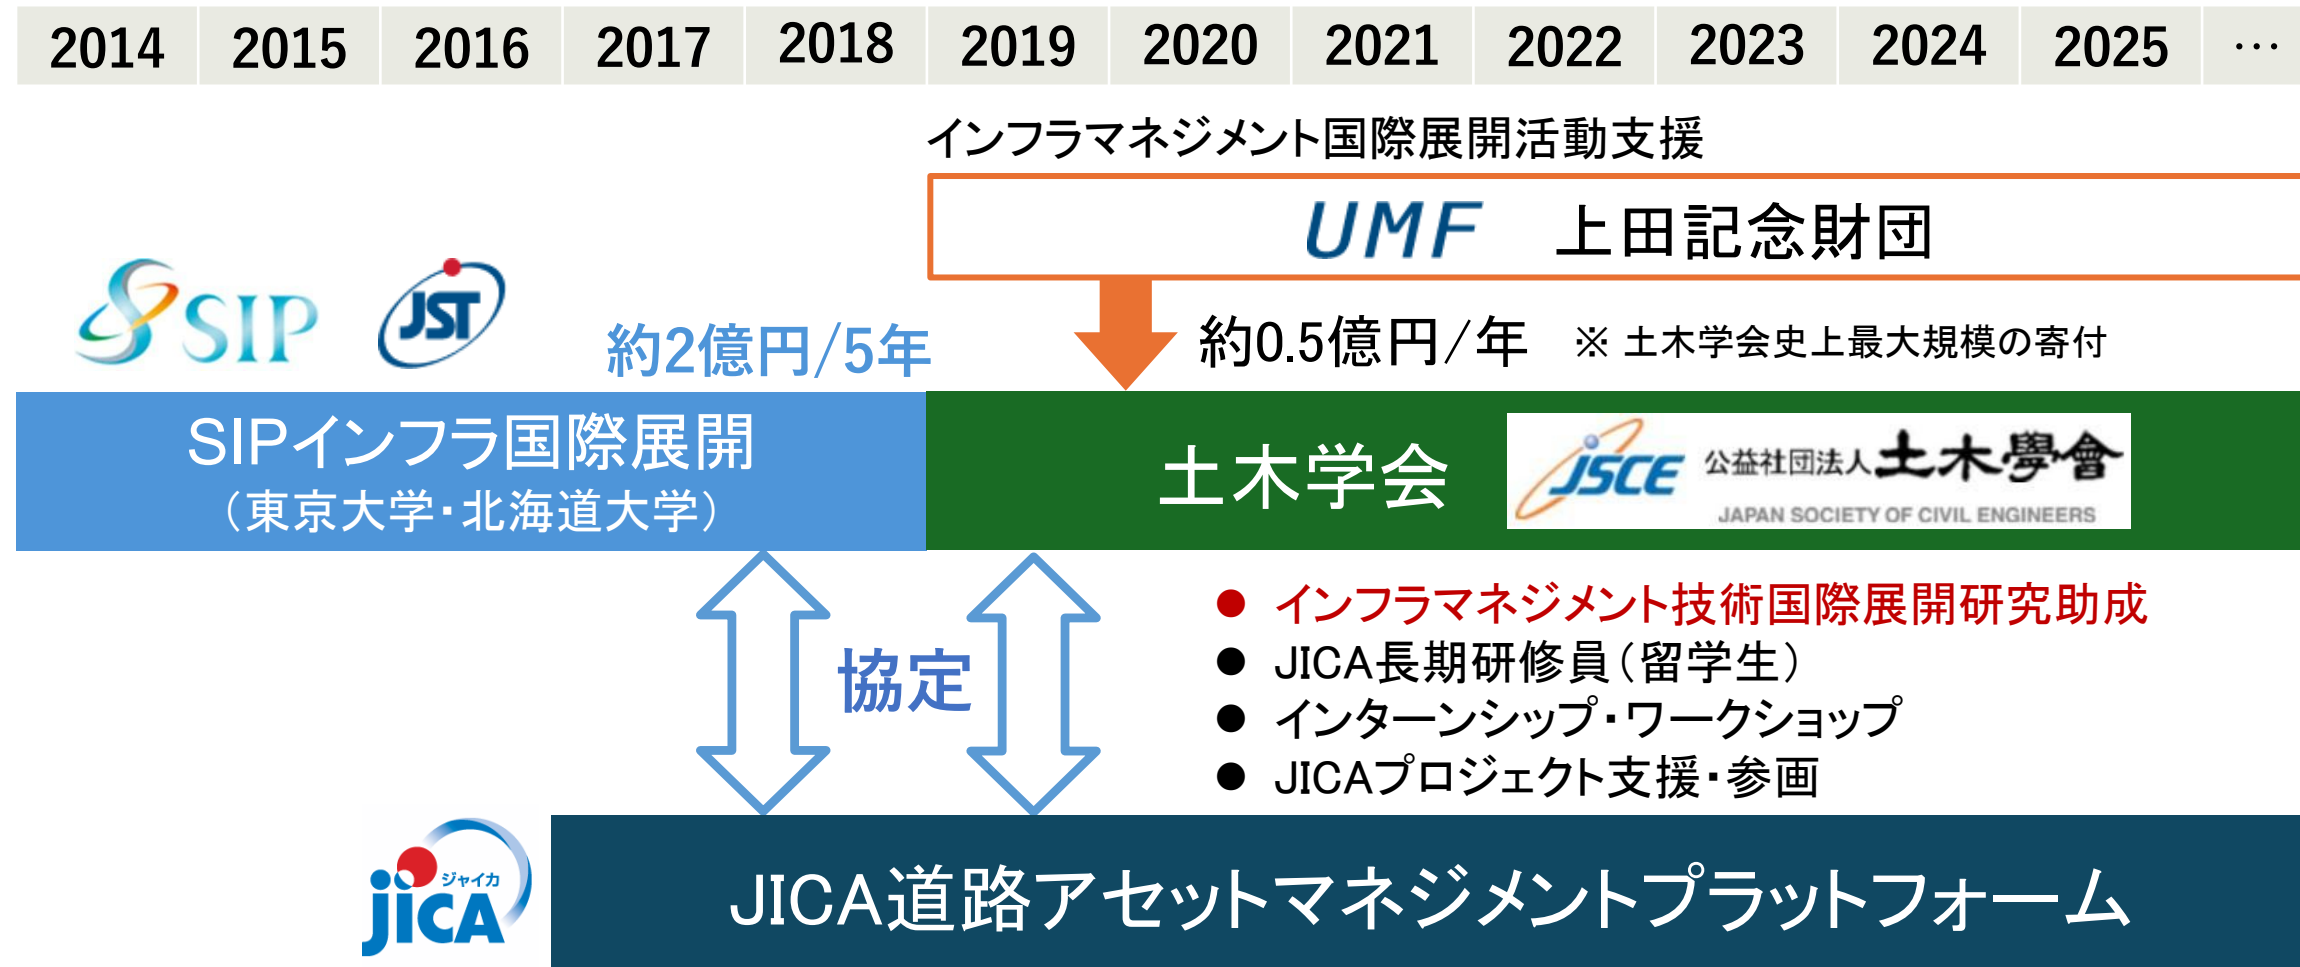 2014 2015 2016 2017 2018 2019 2020 2021 2022 2023 2024 2025 …
インフラマネジメント国際展開活動支援
UMF 上田記念財団
SIP JST
約2億円/5年
約0.5億円/年 ※ 土木学会史上最大規模の寄付
SIPインフラ国際展開
（東京大学・北海道大学）
土木学会
JSCE 公益社団法人 土木學會
JAPAN SOCIETY OF CIVIL ENGINEERS
協定
● インフラマネジメント技術国際展開研究助成
● JICA長期研修員（留学生）
● インターンシップ・ワークショップ
● JICAプロジェクト支援・参画
ジャイカ
jICA
JICA道路アセットマネジメントプラットフォーム